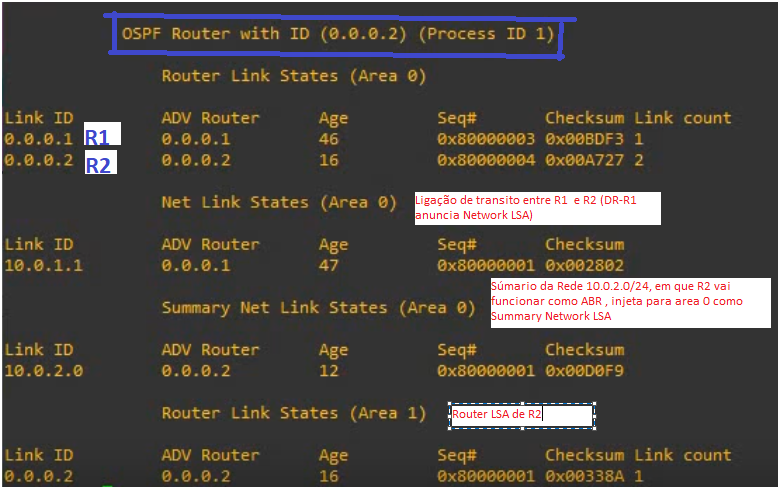 OSPF Router with ID (0.0.0.2) (Process ID 1)
Router Link States (Area 0)
Link ID ADV Router Age Seq# Checksum Link count
0.0.0.1 R1 0.0.0.1 46 0x80000003 0x00BDF3 1
0.0.0.2 R2 0.0.0.2 16 0x80000004 0x00A727 2
Net Link States (Area 0) Ligação de transito entre R1 e R2 (DR-R1
anuncia Network LSA)
Link ID ADV Router Age Seq# Checksum
10.0.1.1 0.0.0.1 47 0x80000001 0x002802
Súmario da Rede 10.0.2.0/24, em que R2 vai
funcionar como ABR , injeta para area 0 como
Summary Network LSA
Summary Net Link States (Area 0)
Link ID ADV Router Age Seq# Checksum
10.0.2.0 0.0.0.2 12 0x80000001 0x00D0F9
Router Link States (Area 1) Router LSA de R2
Link ID ADV Router Age Seq# Checksum Link count
0.0.0.2 0.0.0.2 16 0x80000001 0x00338A 1